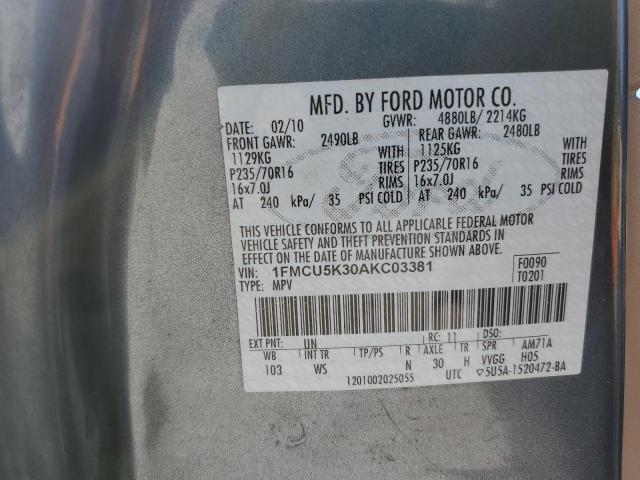 MFD. BY FORD MOTOR CO.
DATE: 02/10 GVWR: 4880LB/ 2214KG
FRONT GAWR: 2490LB REAR GAWR: 2480LB
1129KG 1125KG
P235/70R16 TIRES P235/70R16 TIRES
16x7.0J RIMS 16x7.0J RIMS
AT 240 kPa/ 35 PSI COLD AT 240 kPa/ 35 PSI COLD
THIS VEHICLE CONFORMS TO ALL APPLICABLE FEDERAL MOTOR
VEHICLE SAFETY AND THEFT PREVENTION STANDARDS IN
EFFECT ON THE DATE OF MANUFACTURE SHOWN ABOVE.
VIN: 1FMCU5K30AKC03381 F0090
TYPE: MPV T0201
EXT PNT: UN RC: 11 DSO:
WB INT TR TP/PS R AXLE TR SPR AM71A
103 WS N 30 H VVGG H05
1201002025055 UTC ▽5U5A-1520472-BA